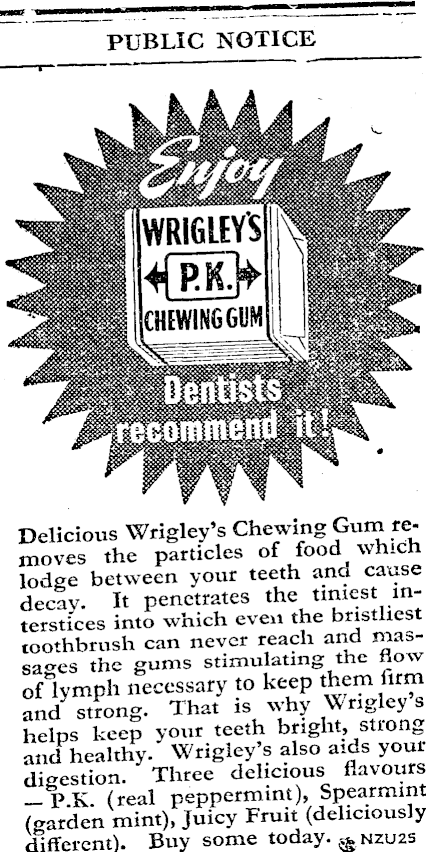 PUBLIC NOTICE
Enjoy
WRIGLEY'S
P.K.
CHEWING GUM
Dentists
recommend it!
Delicious Wrigley's Chewing Gum re-
moves the particles of food which
lodge between your teeth and cause
decay. It penetrates the tiniest in-
terstices into which even the bristliest
toothbrush can never reach and mas-
sages the gums stimulating the flow
of lymph necessary to keep them firm
and strong. That is why Wrigley's
helps keep your teeth bright, strong
and healthy. Wrigley's also aids your
digestion. Three delicious flavours
— P.K. (real peppermint), Spearmint
(garden mint), Juicy Fruit (deliciously
different). Buy some today. NZU25